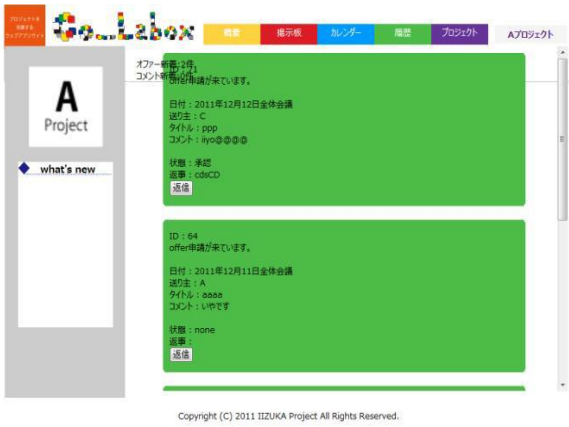 プロジェクトを
支援する
ウェブアプリサイト
Co-Labox
概要
掲示板
カレンダー
履歴
プロジェクト
Aプロジェクト
A
Project
what's new
オファー新着:2件
コメント新着:0件
ID：71
offer申請が来ています。
日付：2011年12月12日全体会議
送り主：C
タイトル：ppp
コメント：iiyo@@@@
状態：承認
返事：cdsCD
返信
ID：64
offer申請が来ています。
日付：2011年12月11日全体会議
送り主：A
タイトル：aaaa
コメント：いやです
状態：none
返事：
返信
Copyright (C) 2011 IIZUKA Project All Rights Reserved.